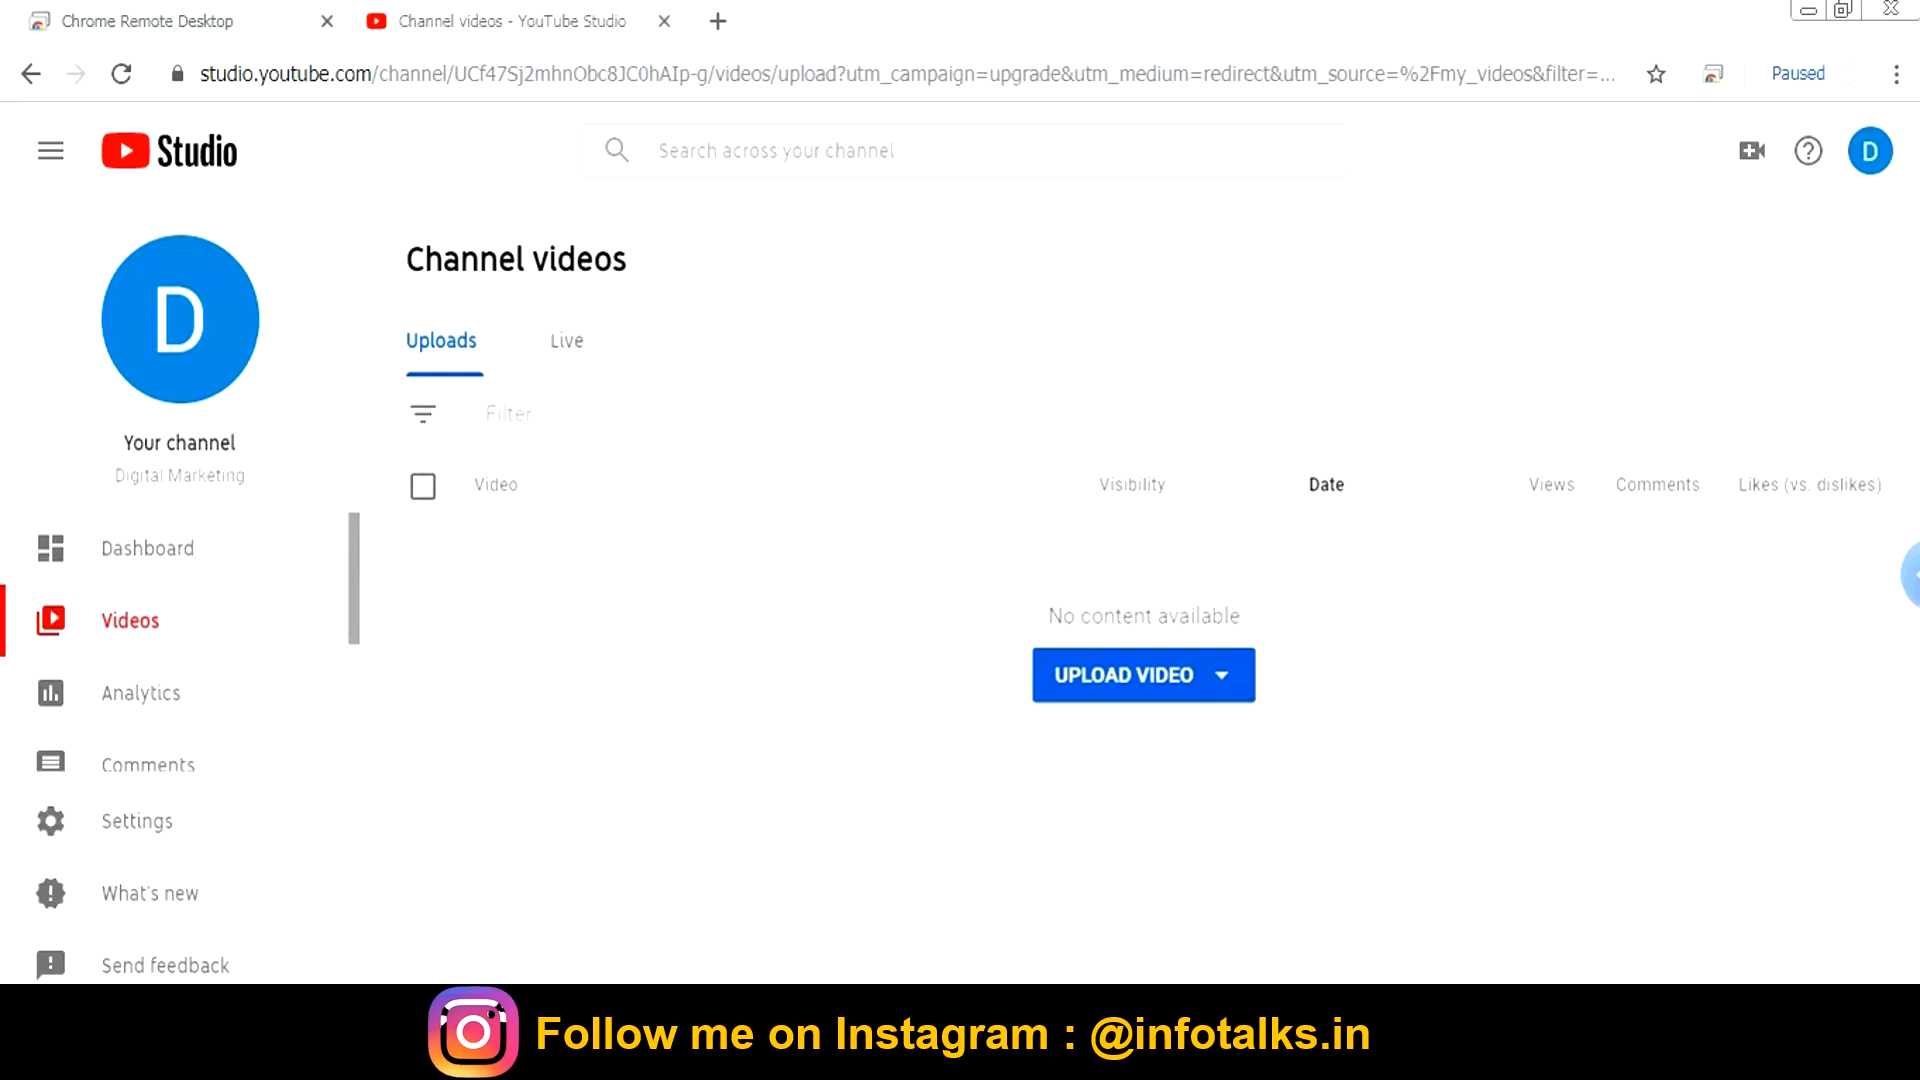 Chrome Remote Desktop
Channel videos - YouTube Studio
studio.youtube.com/channel/UCf47Sj2mhnObc8JC0hAIp-g/videos/upload?utm_campaign=upgrade&utm_medium=redirect&utm_source=%2Fmy_videos&filter=...
Paused
Studio
Search across your channel
D
D
Your channel
Digital Marketing
Dashboard
Videos
Analytics
Comments
Settings
What's new
Send feedback
Channel videos
Uploads Live
Filter
Video Visibility Date Views Comments Likes (vs. dislikes)
No content available
UPLOAD VIDEO
Follow me on Instagram : @infotalks.in